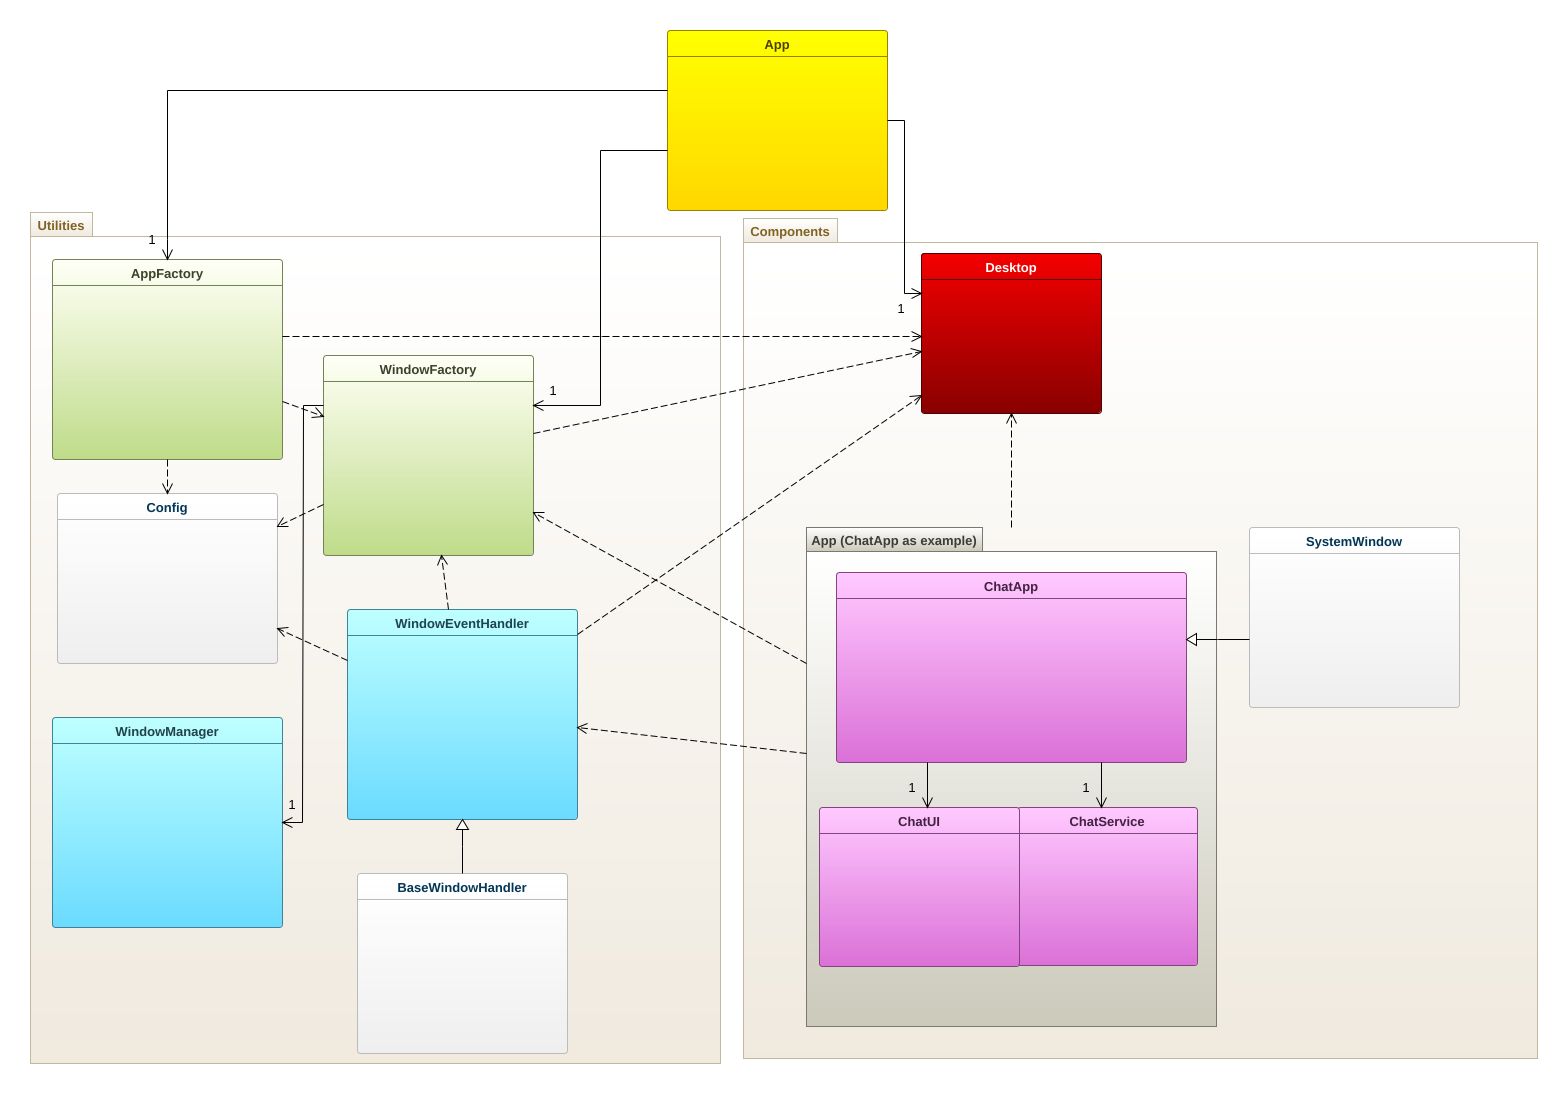 App
Utilities
Components
1
AppFactory
Desktop
1
WindowFactory
1
Config
App (ChatApp as example)
SystemWindow
ChatApp
WindowEventHandler
WindowManager
1
1
1
ChatUI
ChatService
BaseWindowHandler